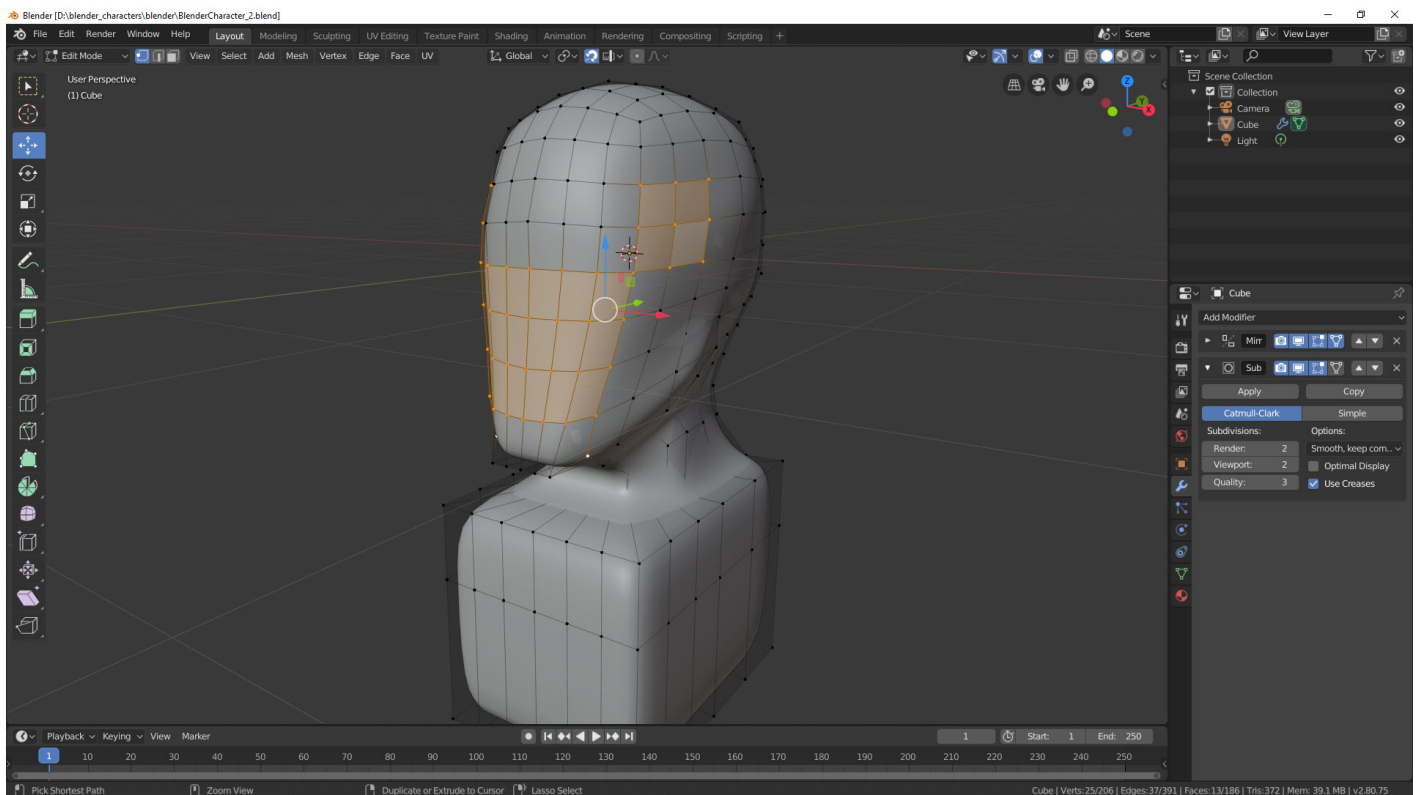 Blender [D:\blender_characters\blender\BlenderCharacter_2.blend]
File Edit Render Window Help Layout Modeling Sculpting UV Editing Texture Paint Shading Animation Rendering Compositing Scripting + Scene View Layer
Edit Mode View Select Add Mesh Vertex Edge Face UV Global
User Perspective
(1) Cube
Z
Y
X
Scene Collection
Collection
Camera
Cube
Light
Cube
Add Modifier
Mirr
Sub
Apply Copy
Catmull-Clark Simple
Subdivisions: Options:
Render: 2 Smooth, keep corn..
Viewport: 2 Optimal Display
Quality: 3 Use Creases
Playback Keying View Marker 1 Start: 1 End: 250
1 10 20 30 40 50 60 70 80 90 100 110 120 130 140 150 160 170 180 190 200 210 220 230 240 250
Pick Shortest Path Zoom View Duplicate or Extrude to Cursor Lasso Select Cube | Verts:25/206 | Edges:37/391 | Faces:13/186 | Tris:372 | Mem: 39.1 MB | v2.80.75